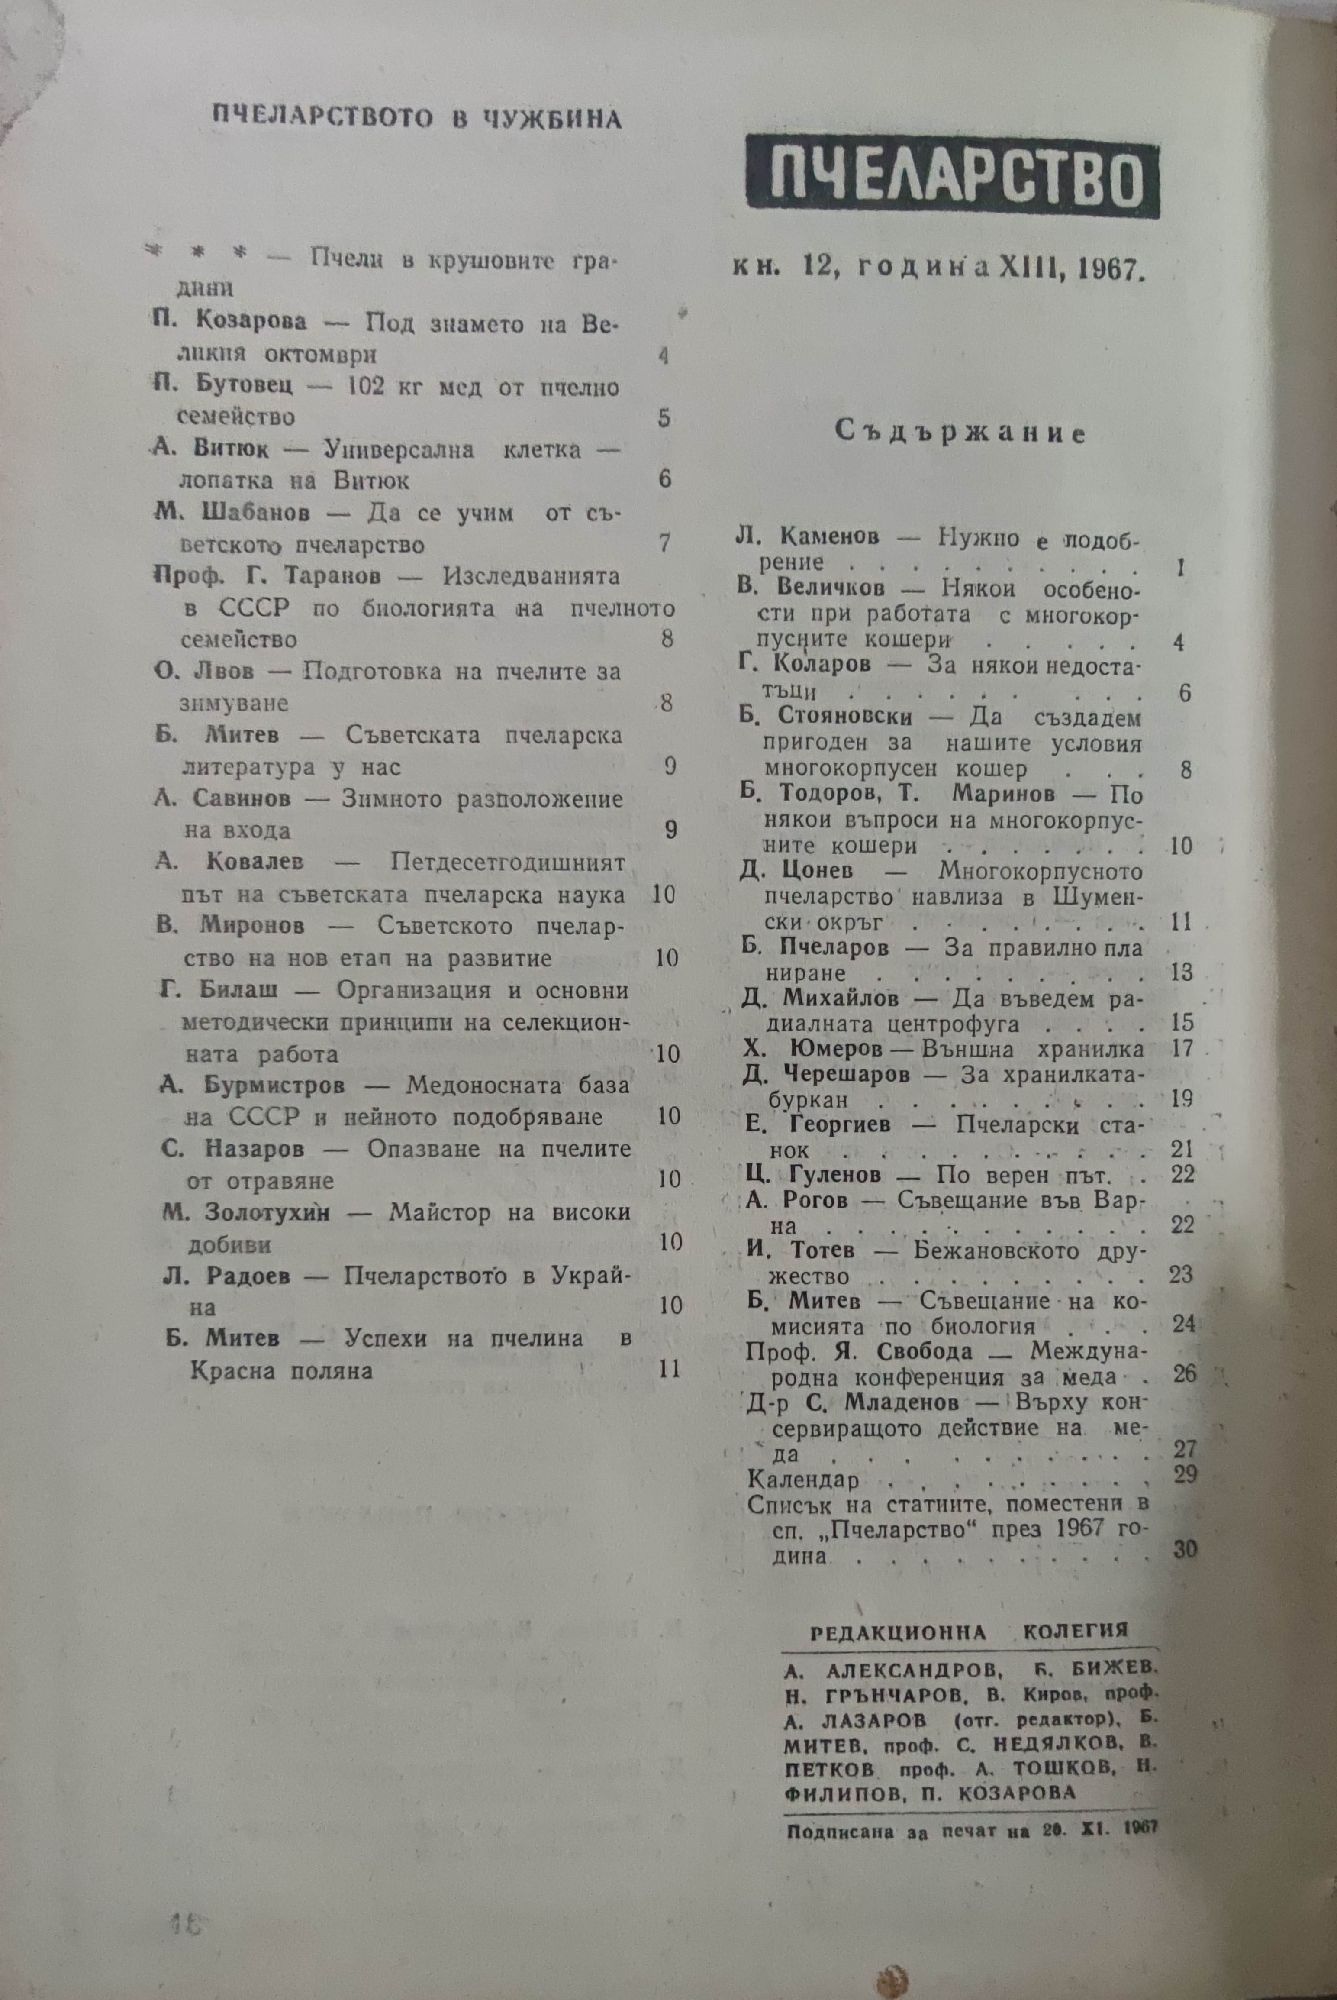 ПЧЕЛАРСТВОТО В ЧУЖБИНА
* * * — Пчели в крушовите гра-
дини
П. Козарова — Под знамето на Ве-
ликия октомври 4
П. Бутовец — 102 кг мед от пчелно
семейство 5
А. Витюк — Универсална клетка —
лопатка на Витюк 6
М. Шабанов — Да се учим от съ-
ветското пчеларство 7
Проф. Г. Таранов — Изследванията
в СССР по биологията на пчелното
семейство 8
О. Лвов — Подготовка на пчелите за
зимуване 8
Б. Митев — Съветската пчеларска
литература у нас 9
А. Савинов — Зимното разположение
на входа 9
А. Ковалев — Петдесетгодишният
път на съветската пчеларска наука 10
В. Миронов — Съветското пчелар-
ство на нов етап на развитие 10
Г. Билаш — Организация и основни
методически принципи на селекцион-
ната работа 10
А. Бурмистров — Медоносната база
на СССР и нейното подобряване 10
С. Назаров — Опазване на пчелите
от отравяне 10
М. Золотухин — Майстор на високи
добиви 10
Л. Радоев — Пчеларството в Украй-
на 10
Б. Митев — Успехи на пчелина в
Красна поляна 11
ПЧЕЛАРСТВО
кн. 12, година XIII, 1967.
Съдържание
Л. Каменов — Нужно е подоб-
рение . . . . . . . . . . 1
В. Величков — Някои особено-
сти при работата с многокор-
пусните кошери . . . . . 4
Г. Коларов — За някои недоста-
тъци . . . . . . . . . 6
Б. Стояновски — Да създадем
пригоден за нашите условия
многокорпусен кошер . . . 8
Б. Тодоров, Т. Маринов — По
някои въпроси на многокорпус-
ните кошери . . . . . . . 10
Д. Цонев — Многокорпусното
пчеларство навлиза в Шумен-
ски окръг . . . . . . . . 11
Б. Пчеларов — За правилно пла
ниране . . . . . . . . . 13
Д. Михайлов — Да въведем ра-
диалната центрофуга . . . . 15
Х. Юмеров — Външна хранилка 17
Д. Черешаров — За хранилката-
буркан . . . . . . . . . 19
Е. Георгиев — Пчеларски ста-
нок . . . . . . . . . . 21
Ц. Гуленов — По верен път. . 22
А. Рогов — Съвещание във Вар-
на . . . . . . . . . . . 22
И. Тотев — Бежановското дру-
жество . . . . . . . . . 23
Б. Митев — Съвещание на ко-
мисията по биология . . . 24
Проф. Я. Свобода — Междуна-
родна конференция за меда . 26
Д-р С. Младенов — Върху кон-
сервиращото действие на ме-
да . . . . . . . . . . . 27
Календар . . . . . . . . . 29
Списък на статиите, поместени в
сп. „Пчеларство“ през 1967 го-
дина . . . . . . . . . . 30
РЕДАКЦИОННА КОЛЕГИЯ
А. АЛЕКСАНДРОВ, БИЖЕВ,
Н. ГРЪНЧАРОВ, В. Киров, проф.
А. ЛАЗАРОВ (отг. редактор), Б.
МИТЕВ, проф. С. НЕДЯЛКОВ, В.
ПЕТКОВ проф. А. ТОШКОВ, Н.
ФИЛИПОВ, П. КОЗАРОВА
Подписана за печат на 20. XI. 1967